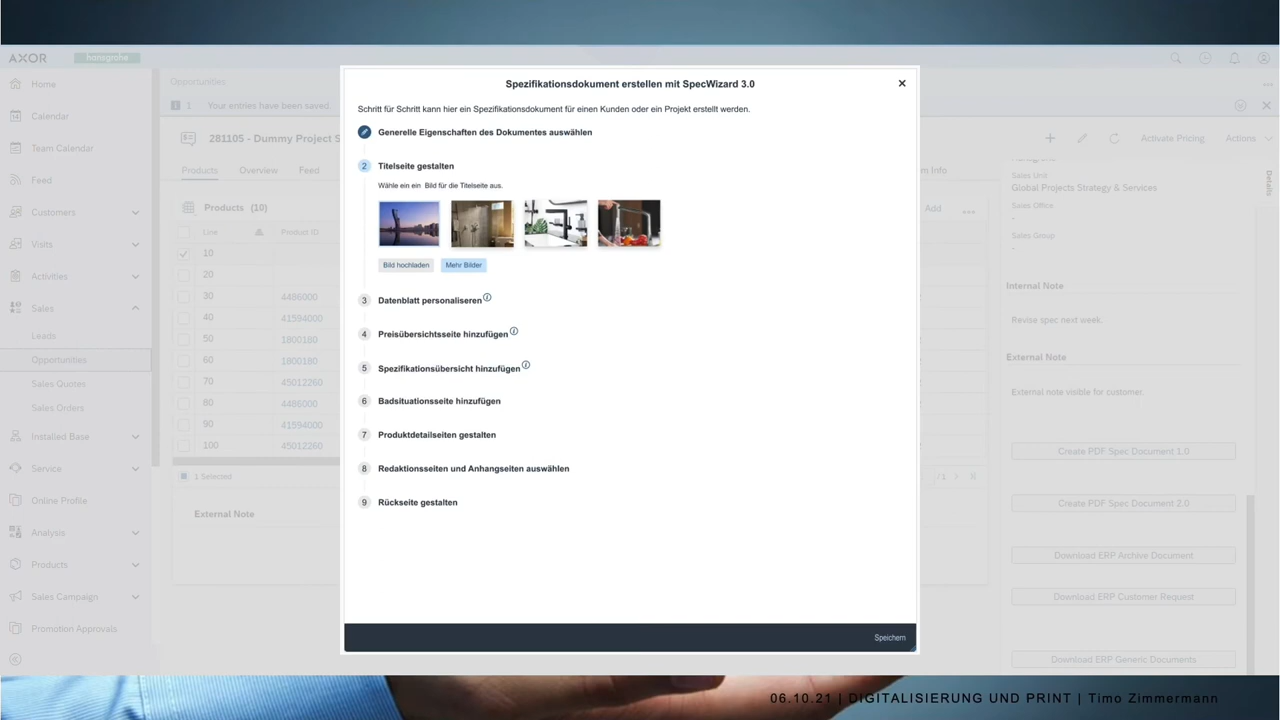 AXOR
hansgrohe
Home
Calendar
Team Calendar
Feed
Customers
Visits
Activities
Sales
Leads
Opportunities
Sales Quotes
Sales Orders
Installed Base
Service
Online Profile
Analysis
Products
Sales Campaign
Promotion Approvals
Opportunities
1 Your entries have been saved.
281105 - Dummy Project S
Products Overview Feed
Products (10)
Line Product ID
10
20
30 4486000
40 41594000
50 1800180
60 1800180
70 45012260
80 4486000
90 41594000
100 45012260
1 Selected
External Note
Spezifikationsdokument erstellen mit SpecWizard 3.0
Schritt für Schritt kann hier ein Spezifikationsdokument für einen Kunden oder ein Projekt erstellt werden.
Generelle Eigenschaften des Dokumentes auswählen
2 Titelseite gestalten
Wähle ein ein Bild für die Titelseite aus.
Bild hochladen Mehr Bilder
3 Datenblatt personaliseren
4 Preisübersichtsseite hinzufügen
5 Spezifikationsübersicht hinzufügen
6 Badsituationsseite hinzufügen
7 Produktdetailseiten gestalten
8 Redaktionsseiten und Anhangseiten auswählen
9 Rückseite gestalten
Speichern
Activate Pricing Actions
m Info
Add
/1
Details
Sales Unit
Global Projects Strategy & Services
Sales Office
-
Sales Group
-
Internal Note
Revise spec next week.
External Note
External note visible for customer.
Create PDF Spec Document 1.0
Create PDF Spec Document 2.0
Download ERP Archive Document
Download ERP Customer Request
Download ERP Generic Documents
06.10.21 | DIGITALISIERUNG UND PRINT | Timo Zimmermann